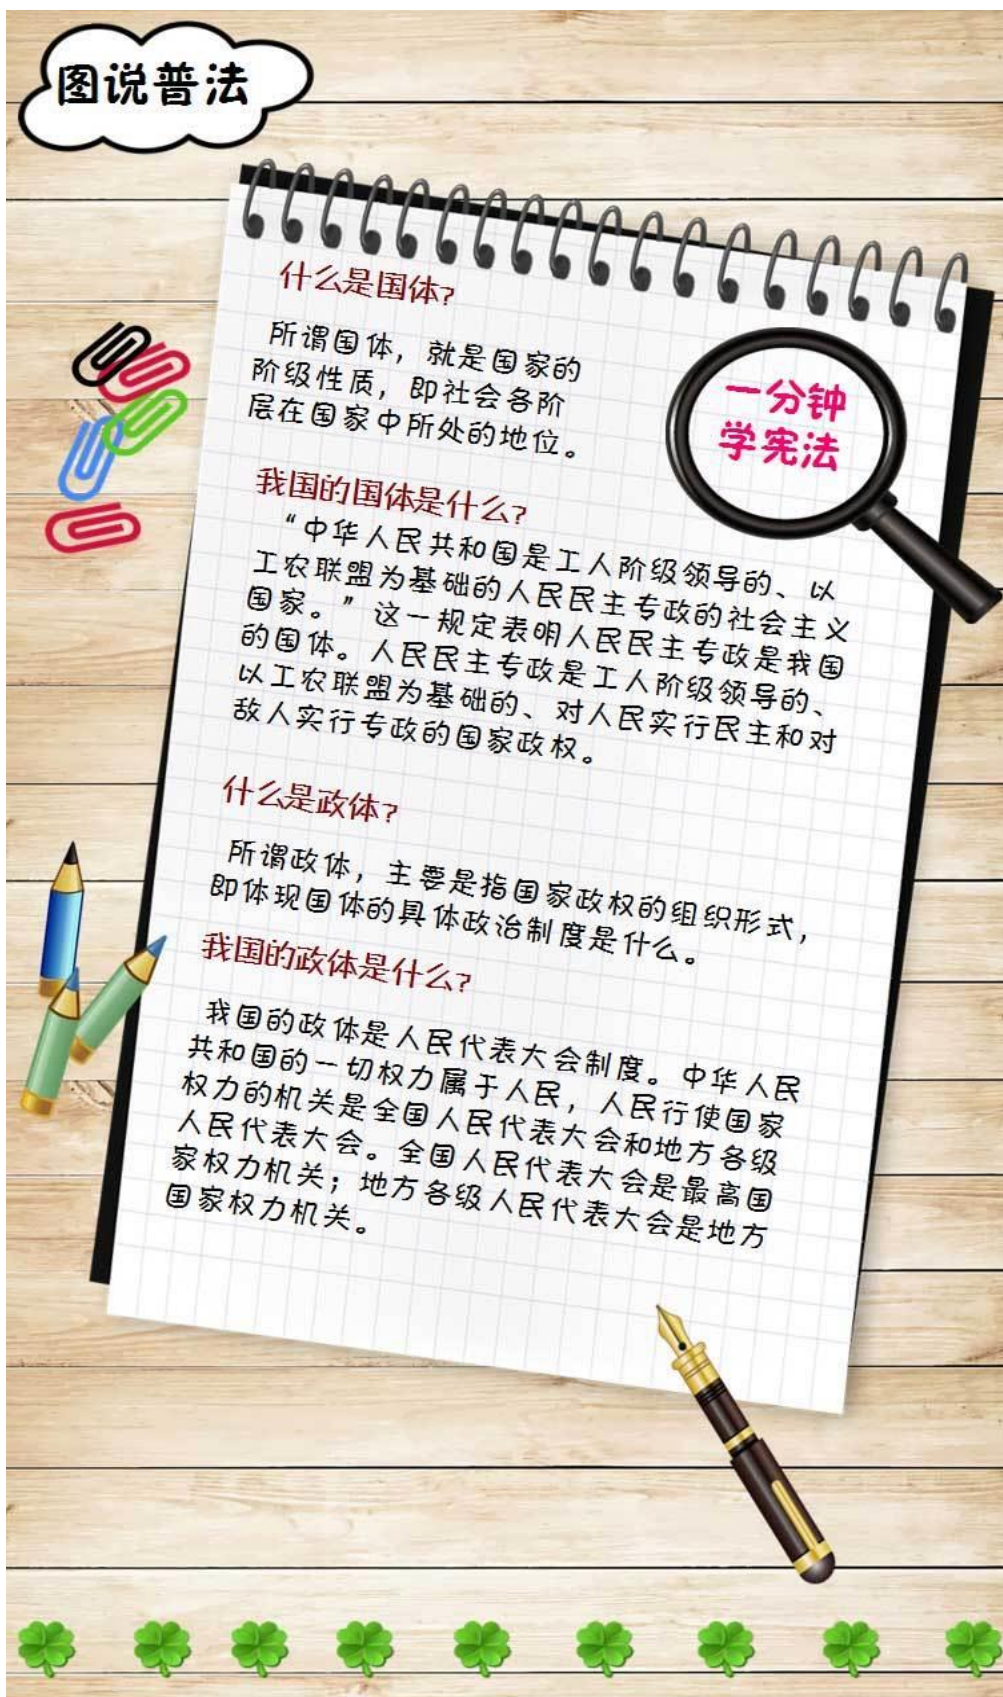 图说普法
什么是国体?
所谓国体，就是国家的
阶级性质，即社会各阶
层在国家中所处的地位。
一分钟
学宪法
我国的国体是什么?
“中华人民共和国是工人阶级领导的、以
工农联盟为基础的人民民主专政的社会主义
国家。”这一规定表明人民民主专政是我国
的国体。人民民主专政是工人阶级领导的、
以工农联盟为基础的、对人民实行民主和对
敌人实行专政的国家政权。
什么是政体?
所谓政体，主要是指国家政权的组织形式，
即体现国体的具体政治制度是什么。
我国的政体是什么?
我国的政体是人民代表大会制度。中华人民
共和国的一切权力属于人民，人民行使国家
权力的机关是全国人民代表大会和地方各级
人民代表大会。全国人民代表大会是最高国
家权力机关；地方各级人民代表大会是地方
国家权力机关。